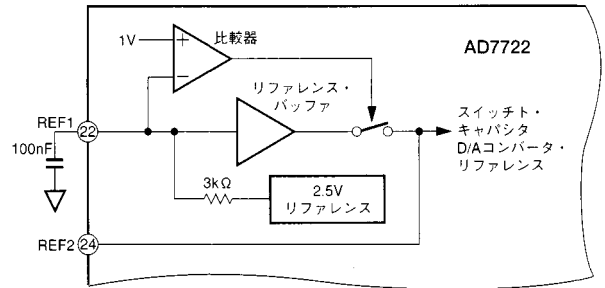 1V
+
−
比較器
AD7722
リファレンス・
バッファ
スイッチト・
キャパシタ
D/Aコンバータ・
リファレンス
REF1
22
100nF
3kΩ
2.5V
リファレンス
REF2
24